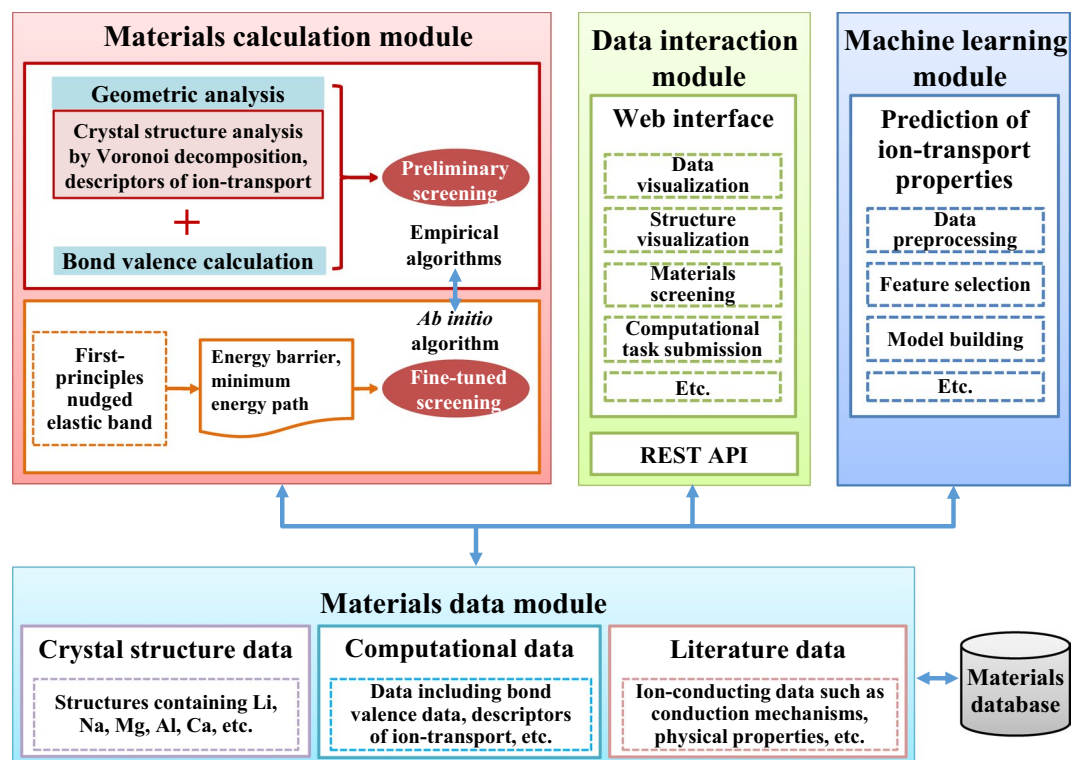 Materials calculation module
Geometric analysis
Crystal structure analysis
by Voronoi decomposition,
descriptors of ion-transport
+
Bond valence calculation
Preliminary
screening
Empirical
algorithms
Ab initio
algorithm
First-
principles
nudged
elastic band
Energy barrier,
minimum
energy path
Fine-tuned
screening
Data interaction
module
Web interface
Data
visualization
Structure
visualization
Materials
screening
Computational
task submission
Etc.
REST API
Machine learning
module
Prediction of
ion-transport
properties
Data
preprocessing
Feature selection
Model building
Etc.
Materials data module
Crystal structure data
Structures containing Li,
Na, Mg, Al, Ca, etc.
Computational data
Data including bond
valence data, descriptors
of ion-transport, etc.
Literature data
Ion-conducting data such as
conduction mechanisms,
physical properties, etc.
Materials
database